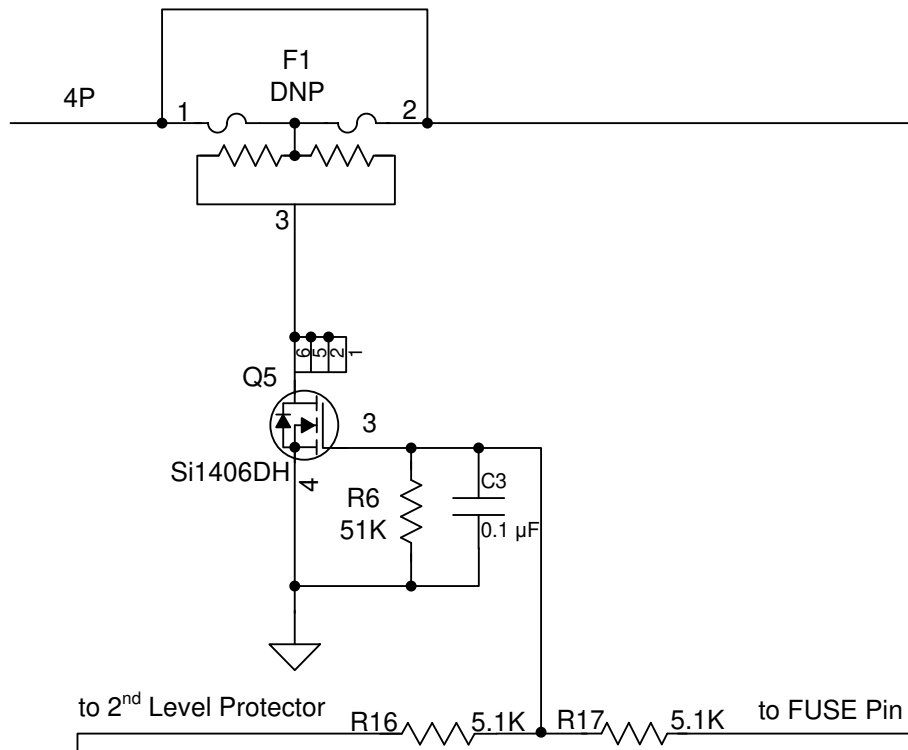 F1
DNP
4P
1
2
3
6
5
2
1
Q5
3
Si1406DH
4
R6
51K
C3
0.1 µF
to 2nd Level Protector
R16
5.1K
R17
5.1K
to FUSE Pin